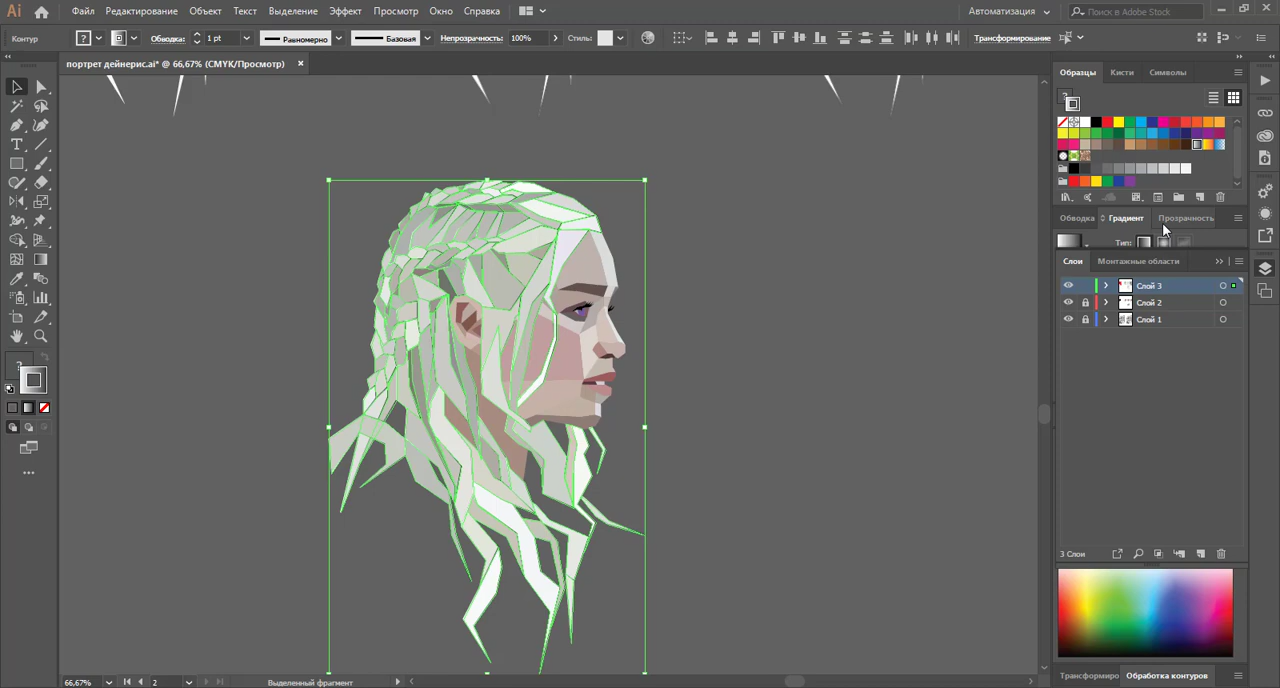 Ai Файл Редактирование Объект Текст Выделение Эффект Просмотр Окно Справка Автоматизация Поиск в Adobe Stock
Контур ? Обводка: 1 pt Равномерно Базовая Непрозрачность: 100% Стиль: Трансформирование
портрет дейнерис.ai* @ 66,67% (CMYK/Просмотр) ×
Образцы Кисти Символы
Обводка Градиент Прозрачность
Тип:
Слои Монтажные области
Слой 3
Слой 2
Слой 1
?
3 Слои
Трансформиро Обработка контуров
66,67% 2 Выделенный фрагмент